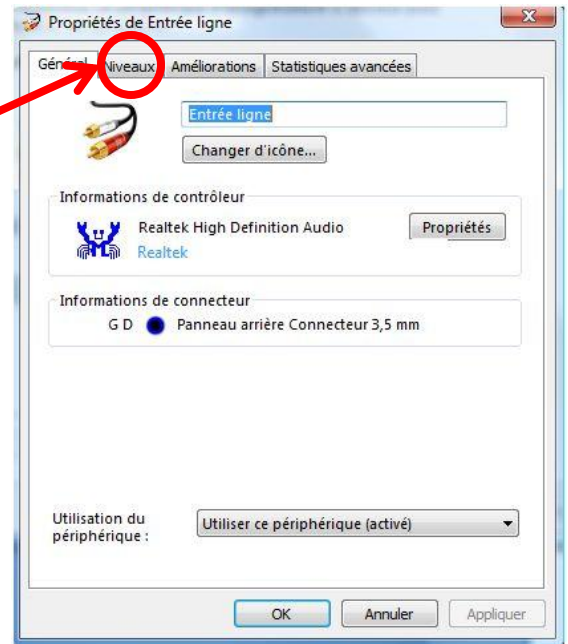 Propriétés de Entrée ligne
Général Niveaux Améliorations Statistiques avancées
Entrée ligne
Changer d'icône...
Informations de contrôleur
Realtek High Definition Audio Propriétés
Realtek
Informations de connecteur
G D Panneau arrière Connecteur 3,5 mm
Utilisation du
périphérique :
Utiliser ce périphérique (activé)
OK Annuler Appliquer